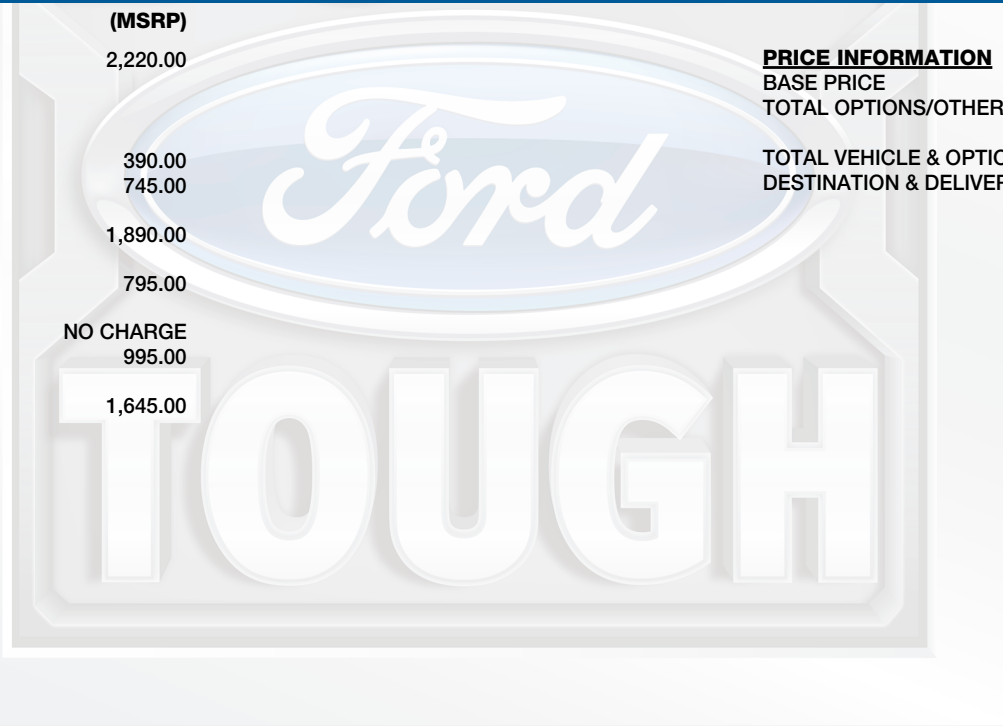 (MSRP)
2,220.00
390.00
745.00
1,890.00
795.00
NO CHARGE
995.00
1,645.00
PRICE INFORMATION
BASE PRICE
TOTAL OPTIONS/OTHER
TOTAL VEHICLE & OPTIO
DESTINATION & DELIVER
Ford
TOUGH